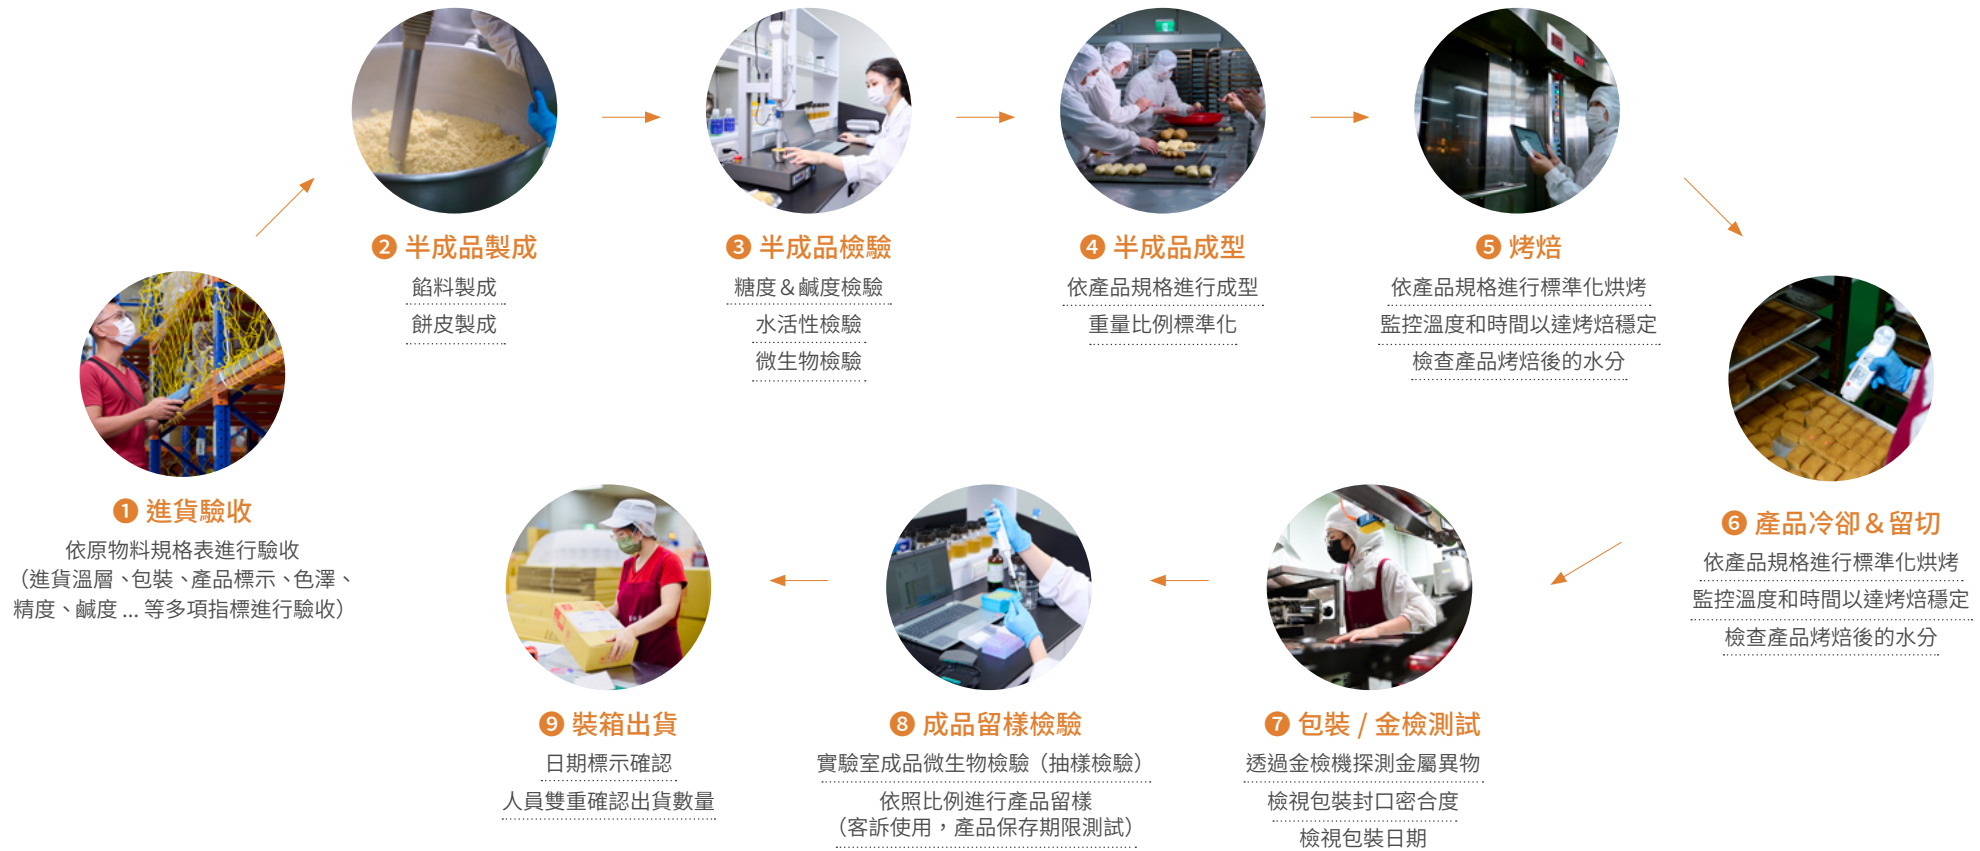 ❶ 進貨驗收
依原物料規格表進行驗收
（進貨溫層、包裝、產品標示、色澤、
精度、鹹度 ... 等多項指標進行驗收）
❷ 半成品製成
餡料製成
餅皮製成
❸ 半成品檢驗
糖度＆鹹度檢驗
水活性檢驗
微生物檢驗
❹ 半成品成型
依產品規格進行成型
重量比例標準化
❺ 烤焙
依產品規格進行標準化烘烤
監控溫度和時間以達烤焙穩定
檢查產品烤焙後的水分
❻ 產品冷卻＆留切
依產品規格進行標準化烘烤
監控溫度和時間以達烤焙穩定
檢查產品烤焙後的水分
❼ 包裝 / 金檢測試
透過金檢機探測金屬異物
檢視包裝封口密合度
檢視包裝日期
❽ 成品留樣檢驗
實驗室成品微生物檢驗（抽樣檢驗）
依照比例進行產品留樣
（客訴使用，產品保存期限測試）
❾ 裝箱出貨
日期標示確認
人員雙重確認出貨數量